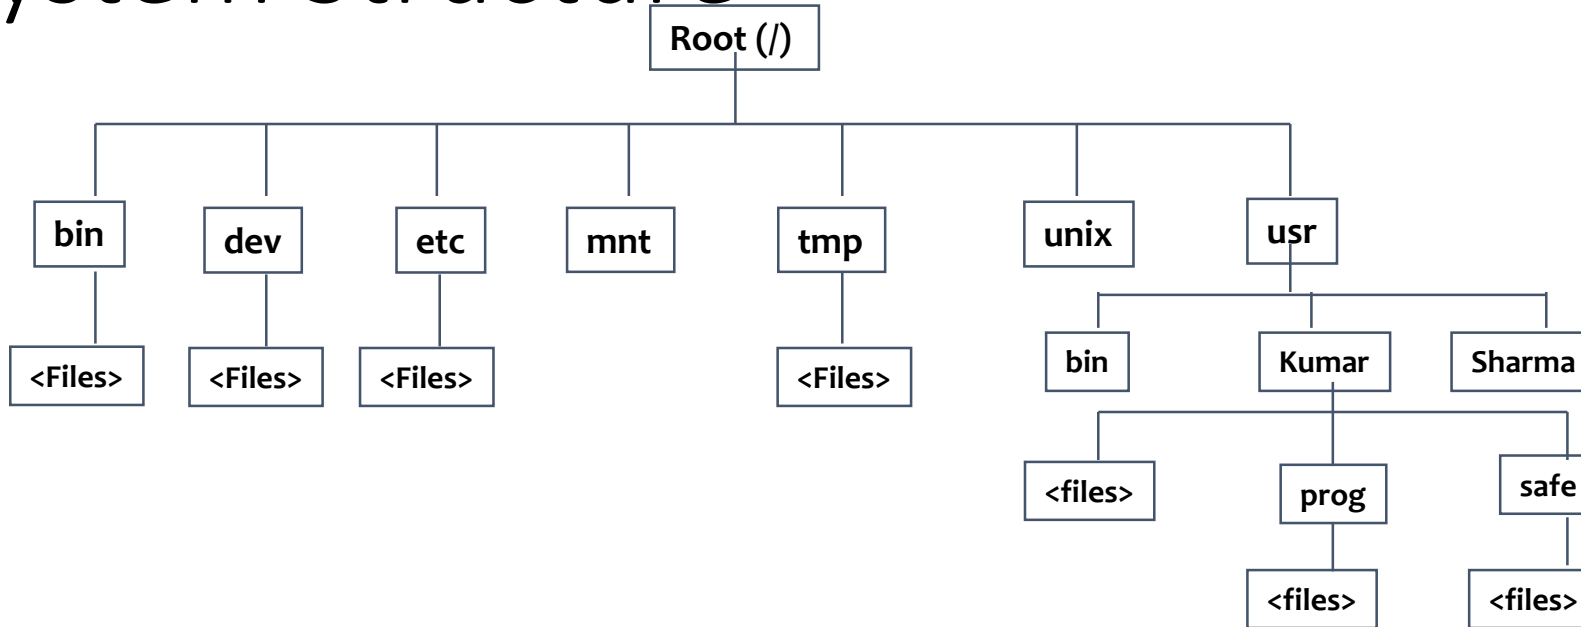 Root (/)
bin dev etc mnt tmp unix usr
<Files> <Files> <Files> <Files> bin Kumar Sharma
<files> prog safe
<files> <files>